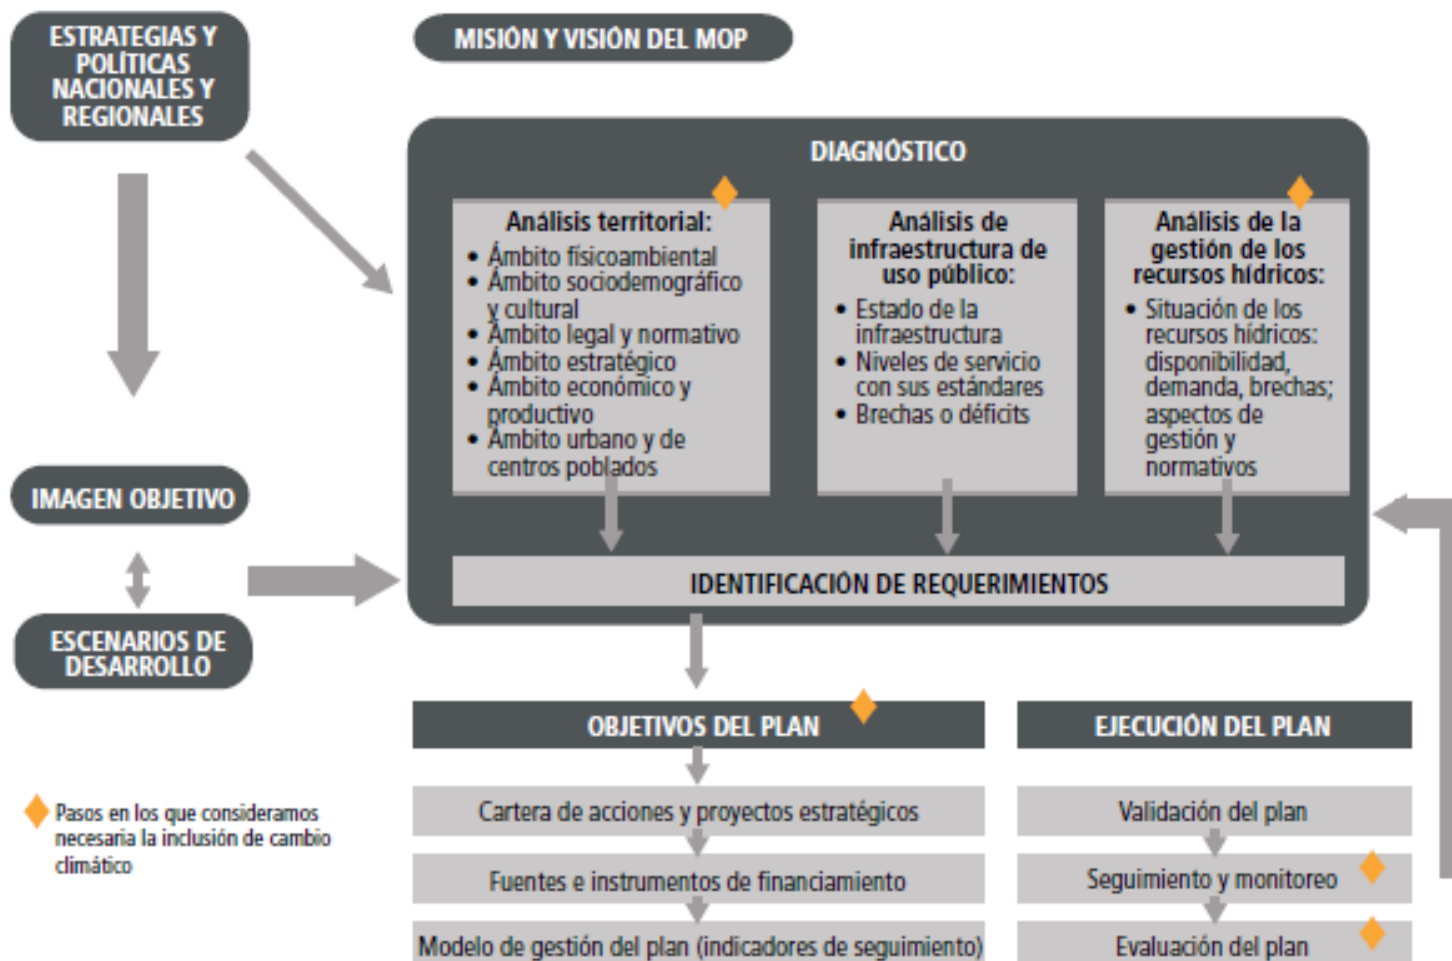 ESTRATEGIAS Y
POLÍTICAS
NACIONALES Y
REGIONALES
MISIÓN Y VISIÓN DEL MOP
DIAGNÓSTICO
Análisis territorial:
• Ámbito físicoambiental
• Ámbito sociodemográfico
y cultural
• Ámbito legal y normativo
• Ámbito estratégico
• Ámbito económico y
productivo
• Ámbito urbano y de
centros poblados
Análisis de
infraestructura de
uso público:
• Estado de la
infraestructura
• Niveles de servicio
con sus estándares
• Brechas o déficits
Análisis de la
gestión de los
recursos hídricos:
• Situación de los
recursos hídricos:
disponibilidad,
demanda, brechas;
aspectos de
gestión y
normativos
IDENTIFICACIÓN DE REQUERIMIENTOS
IMAGEN OBJETIVO
ESCENARIOS DE
DESARROLLO
OBJETIVOS DEL PLAN
Cartera de acciones y proyectos estratégicos
Fuentes e instrumentos de financiamiento
Modelo de gestión del plan (indicadores de seguimiento)
EJECUCIÓN DEL PLAN
Validación del plan
Seguimiento y monitoreo
Evaluación del plan
Pasos en los que consideramos
necesaria la inclusión de cambio
climático